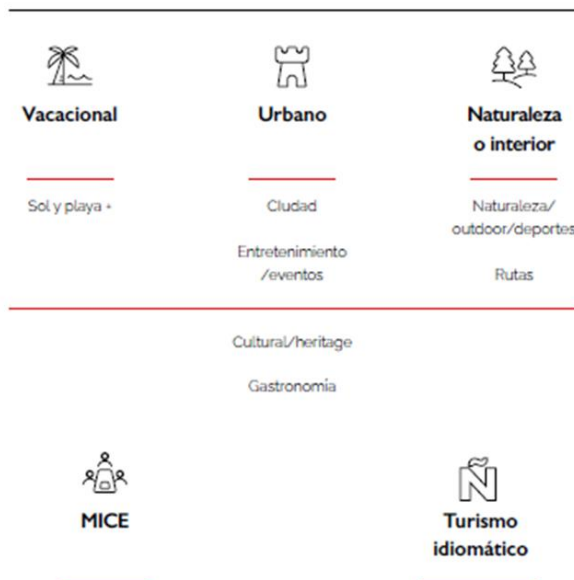 Vacacional
Urbano
Naturaleza
o interior
Sol y playa +
CIudad
Entretenimiento
/eventos
Naturaleza/
outdoor/deportes
Rutas
Cultural/heritage
Gastronomía
MICE
Ñ
Turismo
idiomático